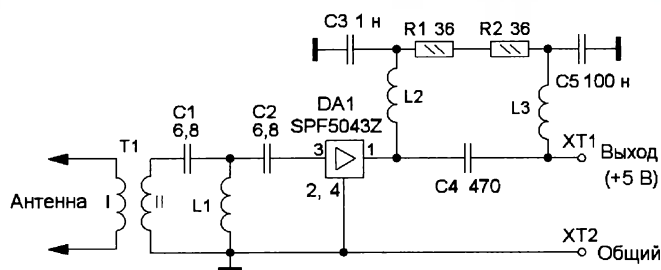 C3 1 н
R1 36
R2 36
C5 100 н
L2
L3
DA1
SPF5043Z
C1
6,8
C2
6,8
T1
3
1
2, 4
C4 470
XT1
Выход
(+5 В)
Антенна
I
II
L1
XT2
Общий